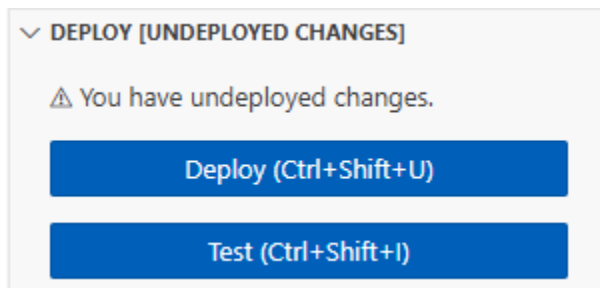 DEPLOY [UNDEPLOYED CHANGES]
You have undeployed changes.
Deploy (Ctrl+Shift+U)
Test (Ctrl+Shift+I)